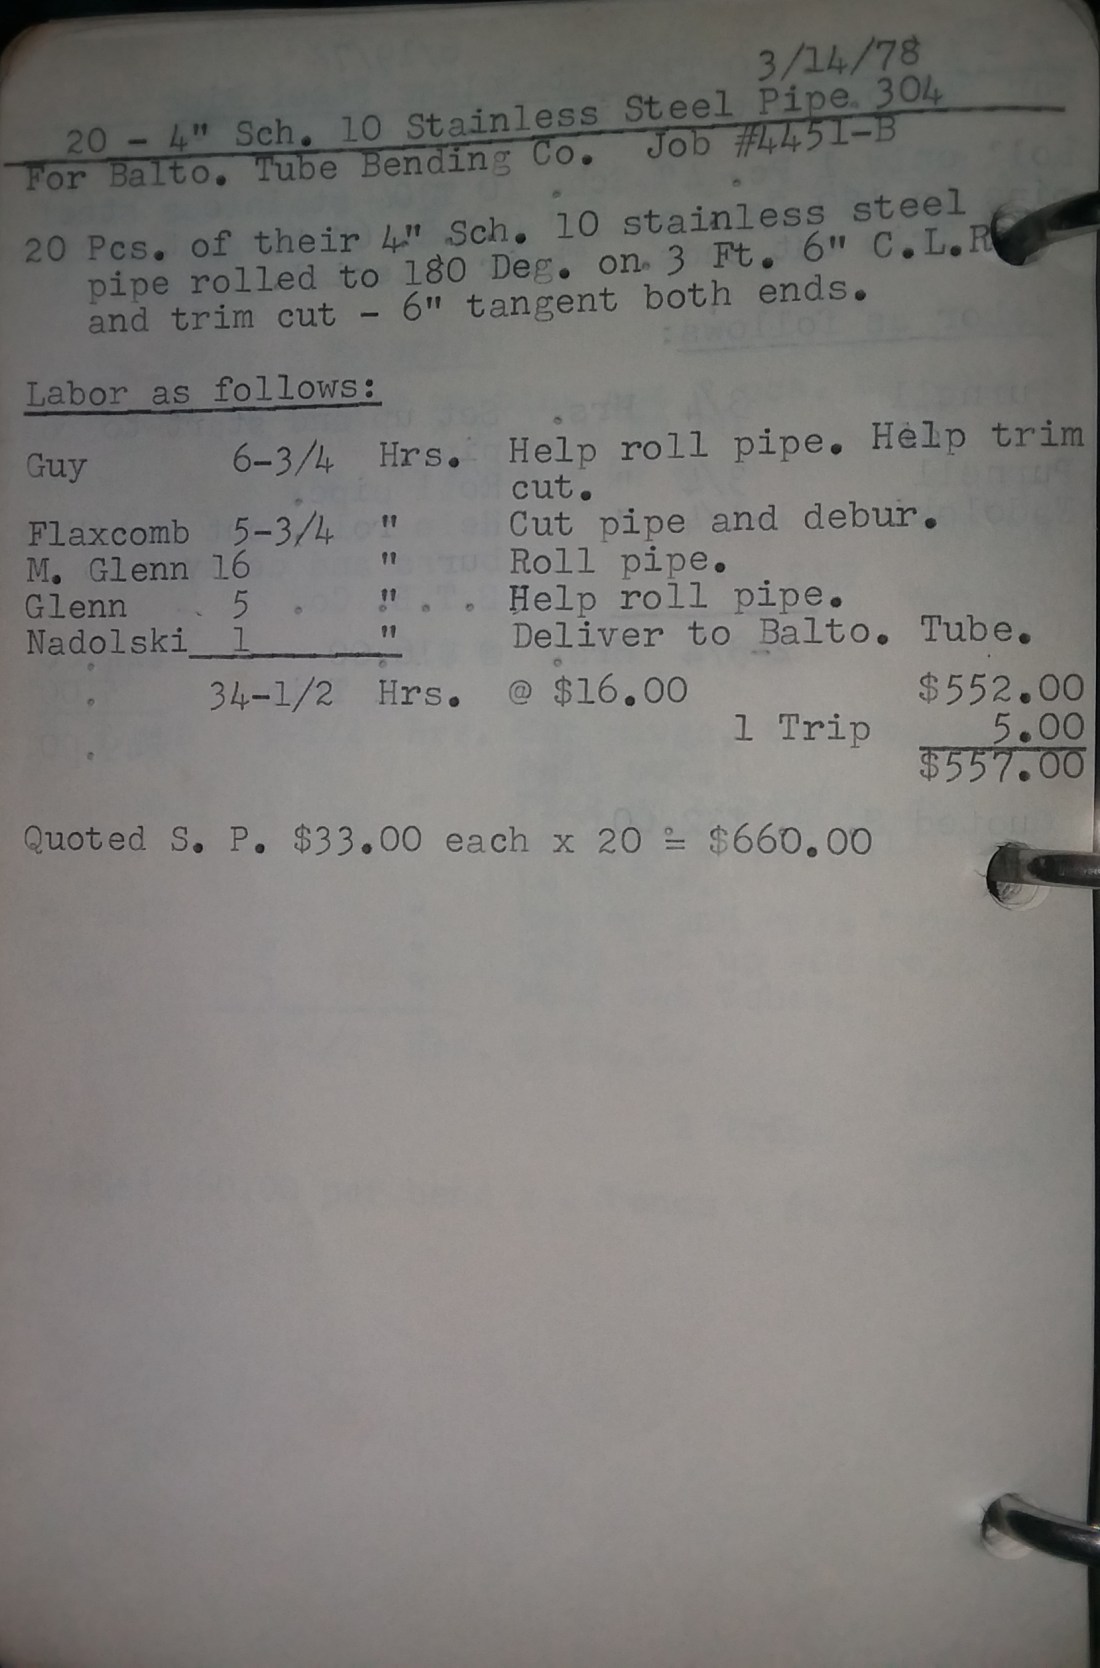 3/14/78
20 - 4" Sch. 10 Stainless Steel Pipe 304
For Balto. Tube Bending Co. Job #4451-B
20 Pcs. of their 4" Sch. 10 stainless steel
pipe rolled to 180 Deg. on 3 Ft. 6" C.L.R
and trim cut - 6" tangent both ends.
Labor as follows:
Guy 6-3/4 Hrs. Help roll pipe. Help trim
cut.
Flaxcomb 5-3/4 " Cut pipe and debur.
M. Glenn 16 " Roll pipe.
Glenn 5 " Help roll pipe.
Nadolski 1 " Deliver to Balto. Tube.
34-1/2 Hrs. @ $16.00 $552.00
1 Trip 5.00
$557.00
Quoted S. P. $33.00 each x 20 = $660.00